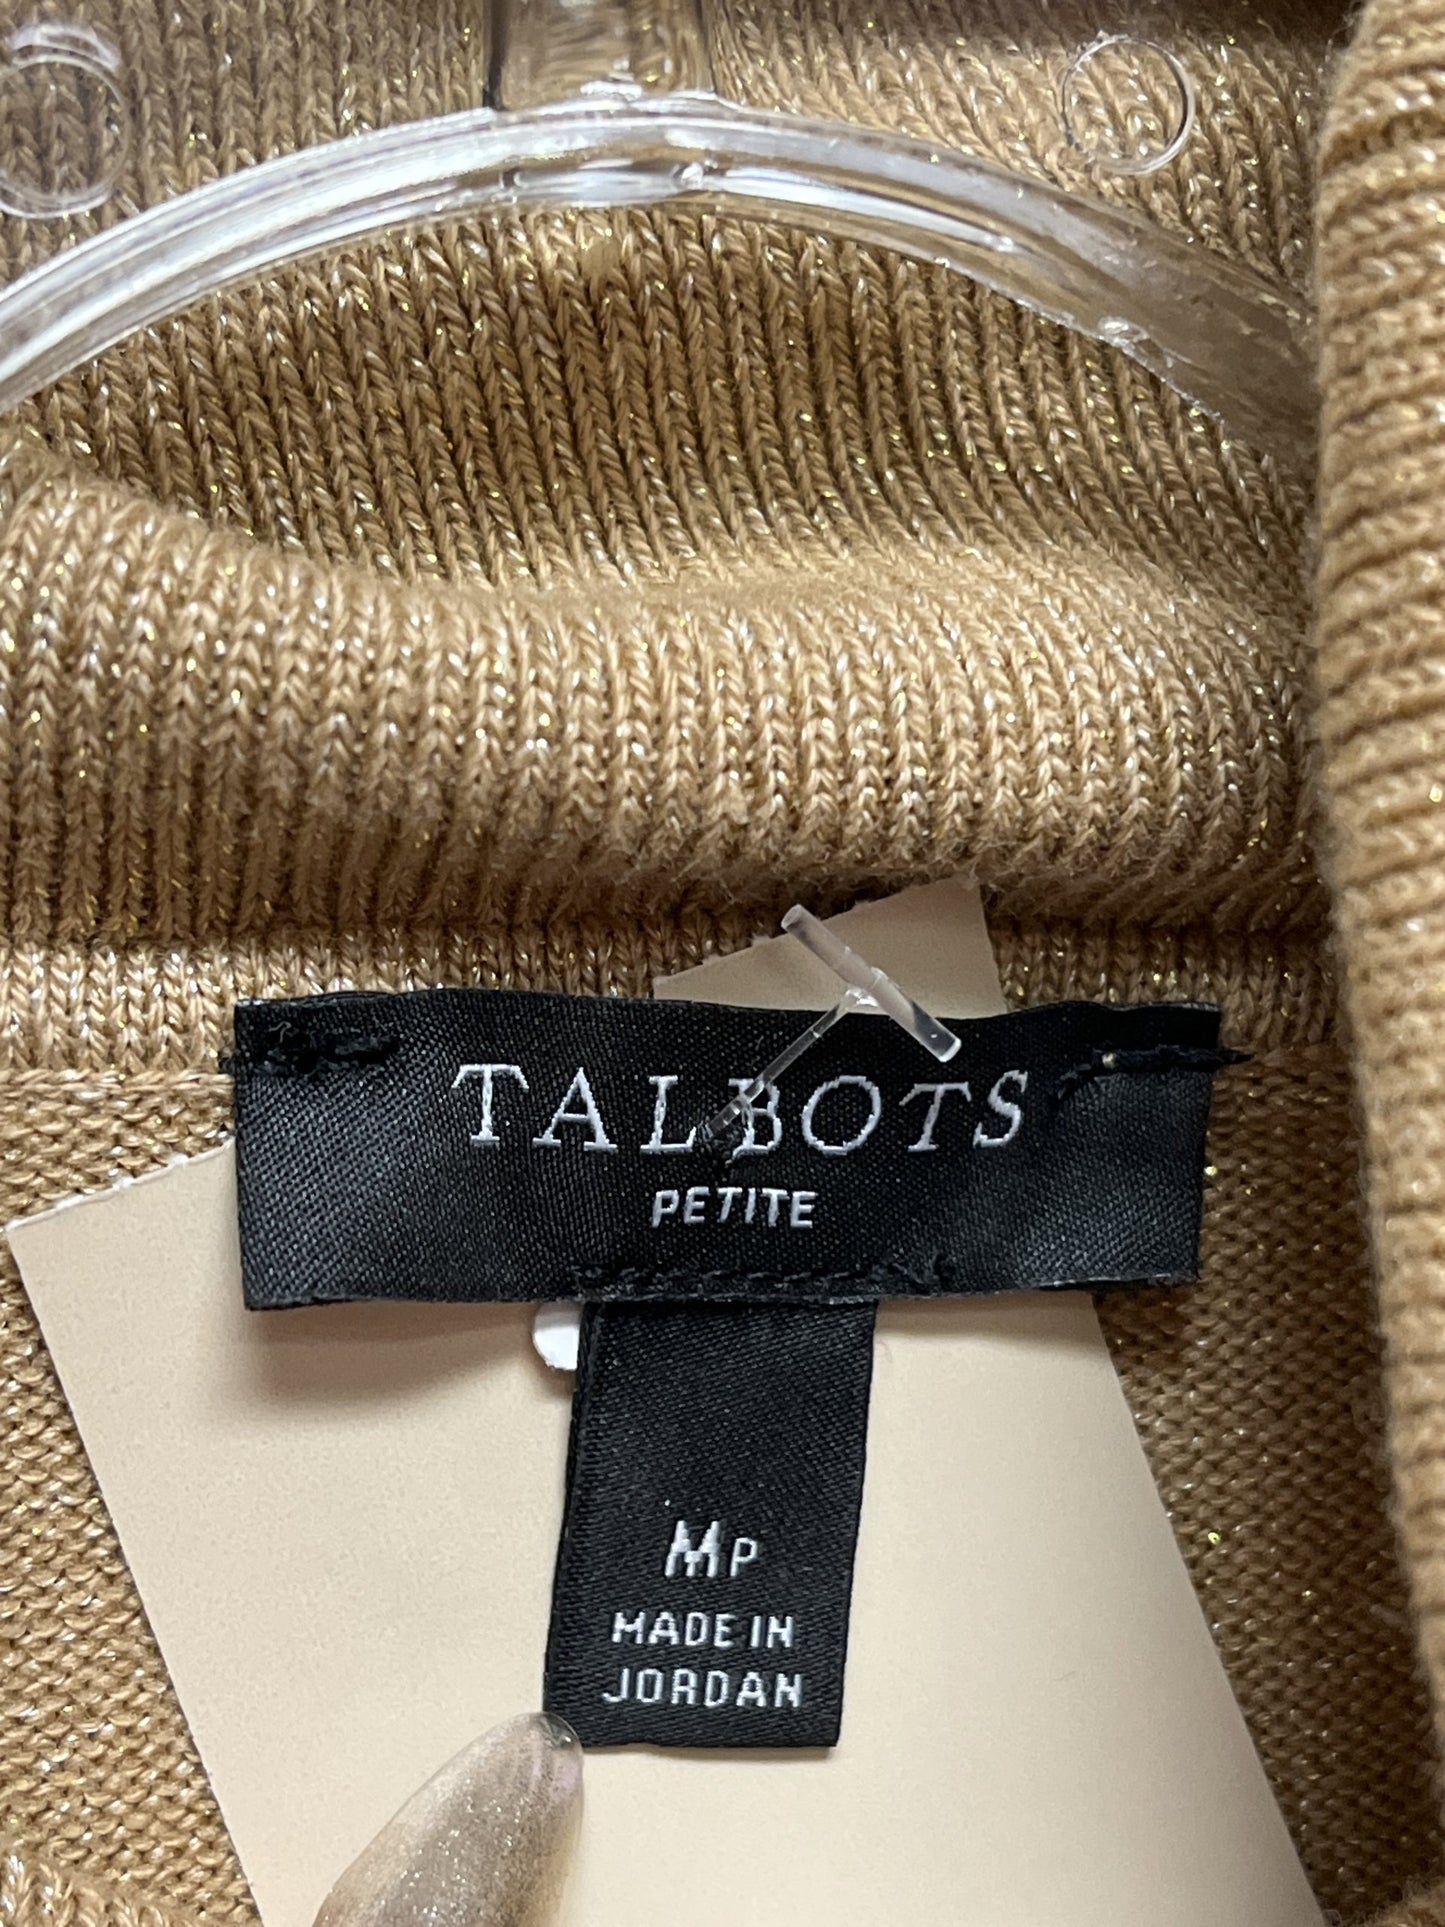 TALBOTS
PETITE
MP
MADE IN
JORDAN